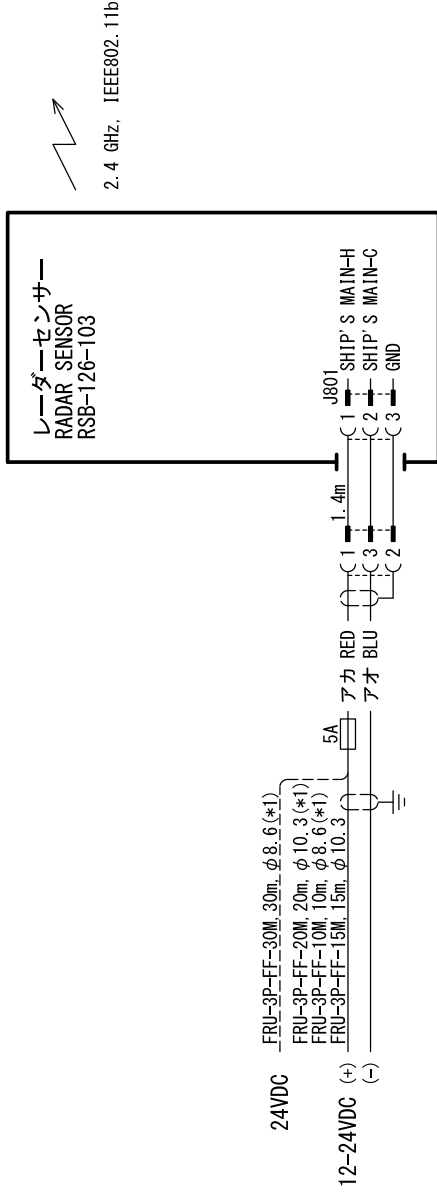 2.4 GHz, IEEE802.11b
レーダーセンサー
RADAR SENSOR
RSB-126-103
J801
1 SHIP'S MAIN-H
2 SHIP'S MAIN-C
3 GND
1.4m
1
3
2
アカ RED
アオ BLU
5A
24VDC
FRU-3P-FF-30M, 30m, φ8.6(*1)
FRU-3P-FF-20M, 20m, φ10.3(*1)
FRU-3P-FF-10M, 10m, φ8.6(*1)
FRU-3P-FF-15M, 15m, φ10.3
12-24VDC (+)
(-)